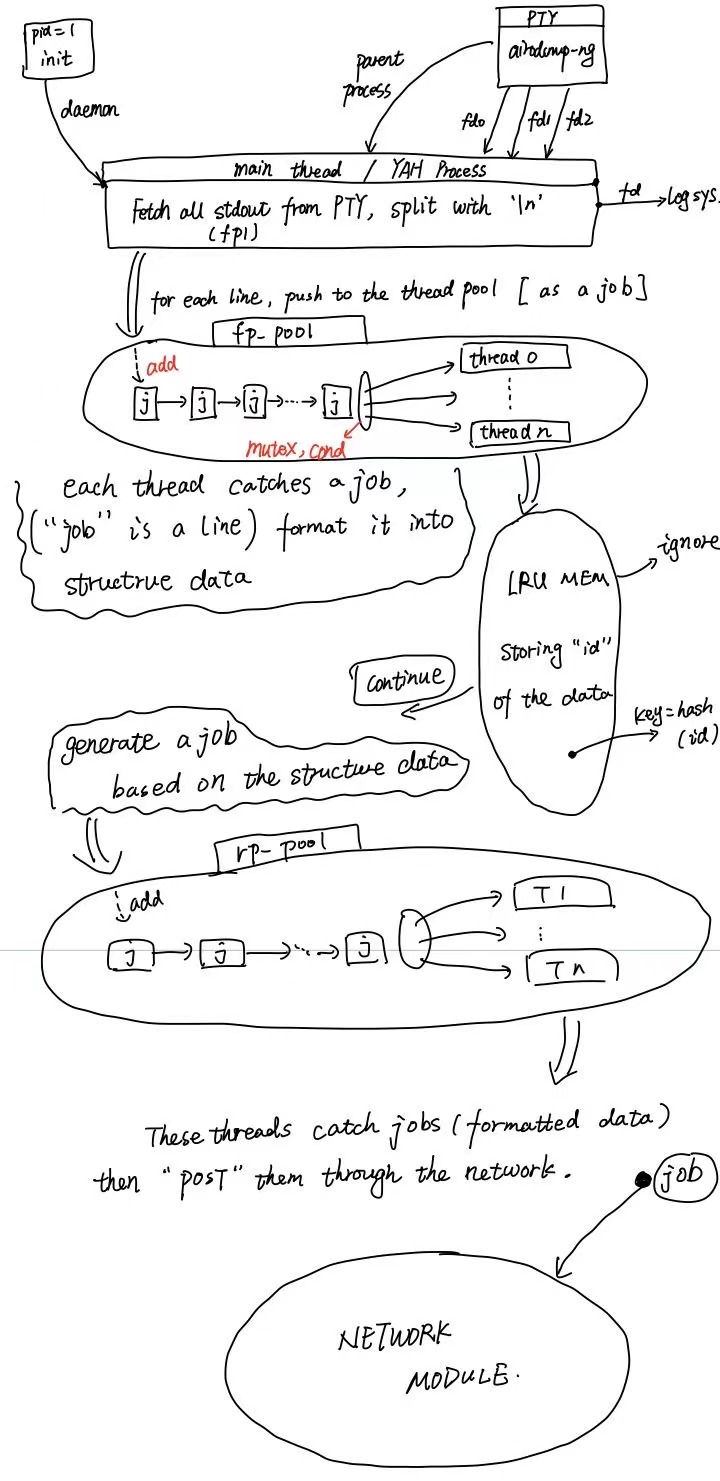 pid=1
init
daemon
parent
process
PTY
airodump-ng
fd0
fd1
fd2
main thread / YAH Process
Fetch all stdout from PTY, split with '\n'
(fp1)
fd
log sys.
for each line, push to the thread pool [as a job]
fp-pool
add
j
j
j
...
j
thread 0
thread n
mutex, cond
each thread catches a job,
("job" is a line) format it into
structrue data
LRU MEM
ignore
storing "id"
of the data
continue
key=hash
(id)
generate a job
based on the structure data
rp-pool
add
j
j
...
j
T1
Tn
These threads catch jobs (formatted data)
then "POST" them through the network.
job
NETWORK
MODULE.